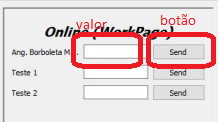 valor botão
Online (WorkPage)
Ang. Borboleta M... Send
Teste 1 Send
Teste 2 Send